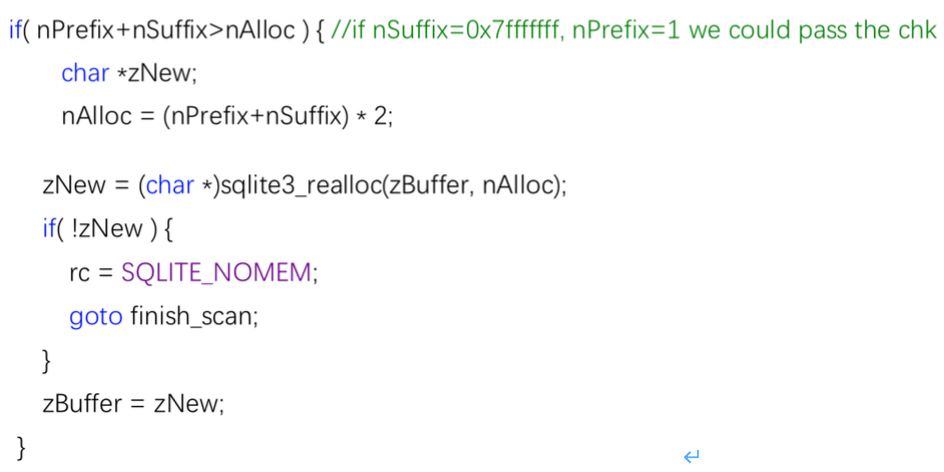 if( nPrefix+nSuffix>nAlloc ) { //if nSuffix=0x7fffffff, nPrefix=1 we could pass the chk
char *zNew;
nAlloc = (nPrefix+nSuffix) * 2;
zNew = (char *)sqlite3_realloc(zBuffer, nAlloc);
if( !zNew ) {
rc = SQLITE_NOMEM;
goto finish_scan;
}
zBuffer = zNew;
}